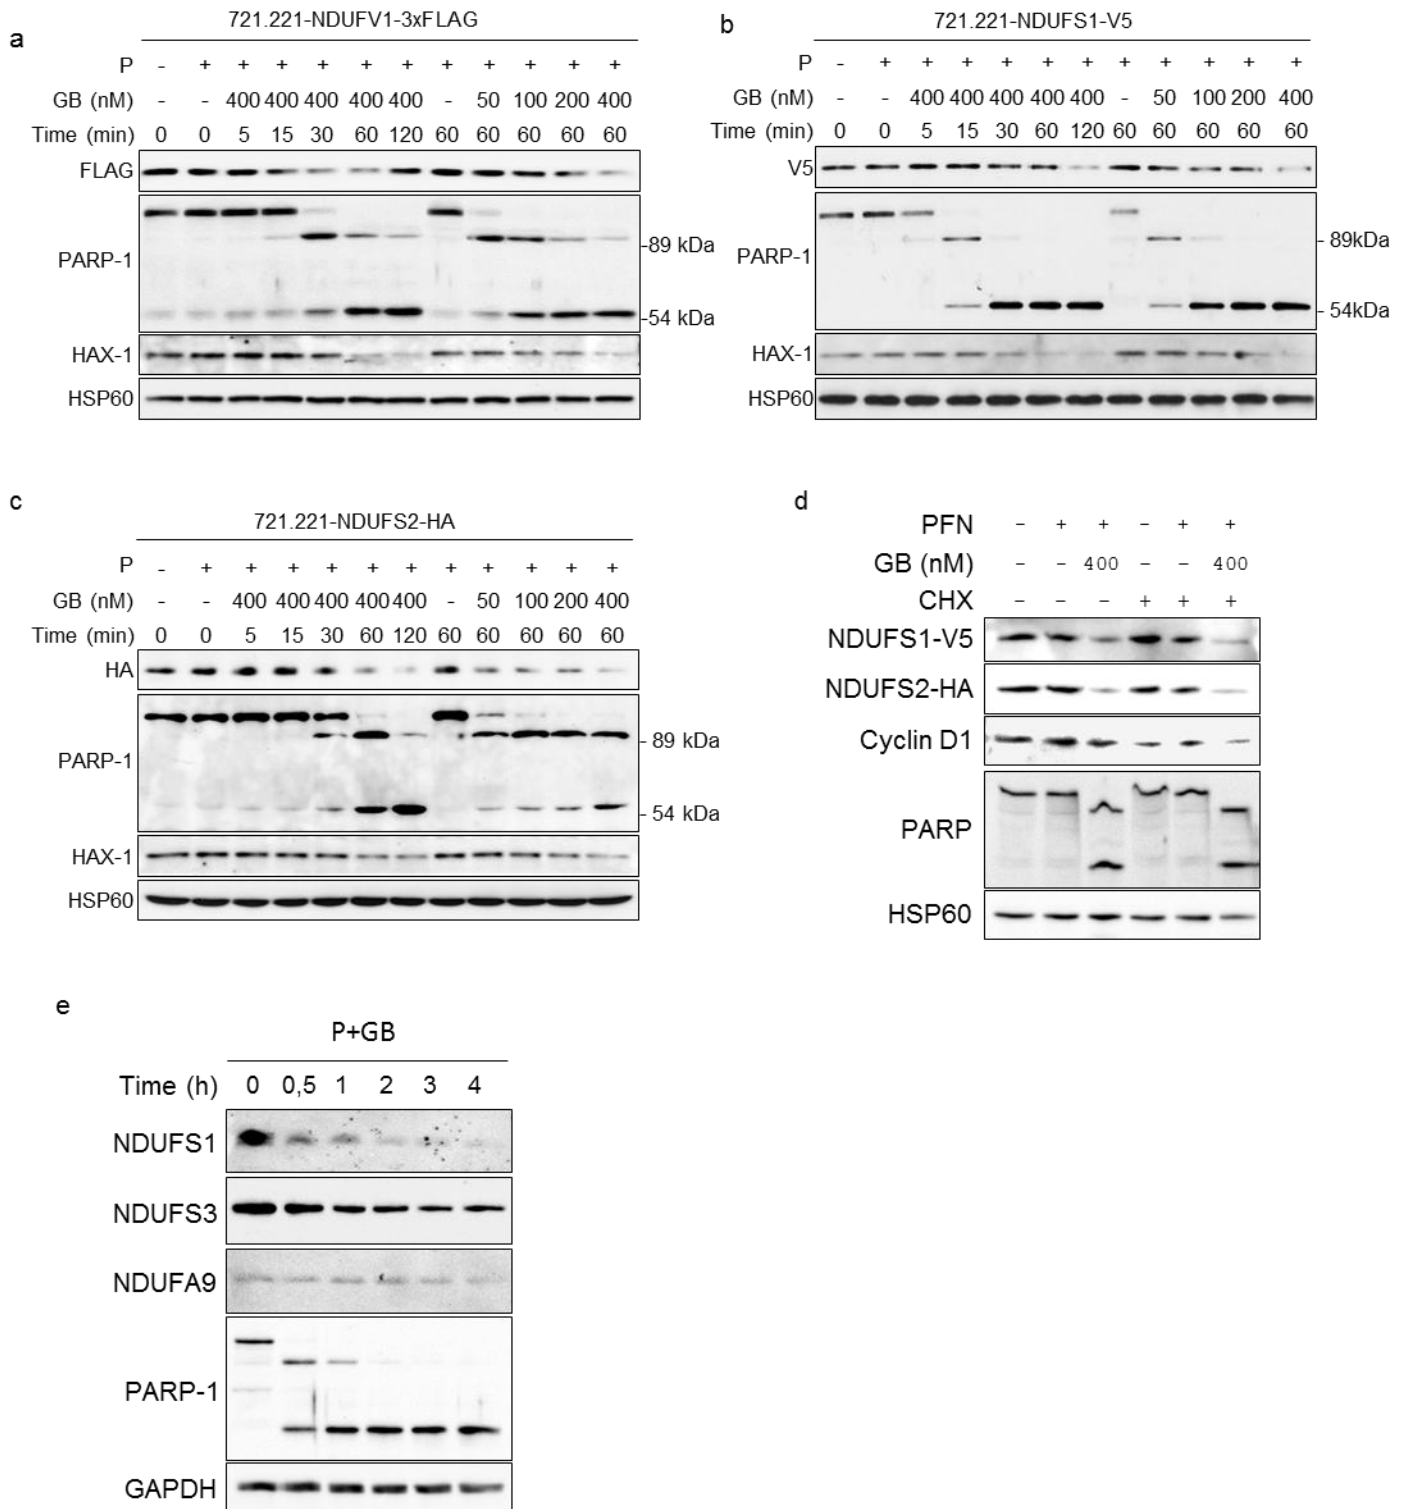 a
721.221-NDUFV1-3xFLAG
P - + + + + + + + + + + +
GB (nM) - - 400 400 400 400 400 - 50 100 200 400
Time (min) 0 0 5 15 30 60 120 60 60 60 60 60
FLAG
PARP-1
-89 kDa
-54 kDa
HAX-1
HSP60
b
721.221-NDUFS1-V5
P - + + + + + + + + + + +
GB (nM) - - 400 400 400 400 400 - 50 100 200 400
Time (min) 0 0 5 15 30 60 120 60 60 60 60 60
V5
PARP-1
- 89kDa
- 54kDa
HAX-1
HSP60
c
721.221-NDUFS2-HA
P - + + + + + + + + + + +
GB (nM) - - 400 400 400 400 400 - 50 100 200 400
Time (min) 0 0 5 15 30 60 120 60 60 60 60 60
HA
PARP-1
- 89 kDa
- 54 kDa
HAX-1
HSP60
d
PFN - + + - + +
GB (nM) - - 400 - - 400
CHX - - - + + +
NDUFS1-V5
NDUFS2-HA
Cyclin D1
PARP
HSP60
e
P+GB
Time (h) 0 0,5 1 2 3 4
NDUFS1
NDUFS3
NDUFA9
PARP-1
GAPDH